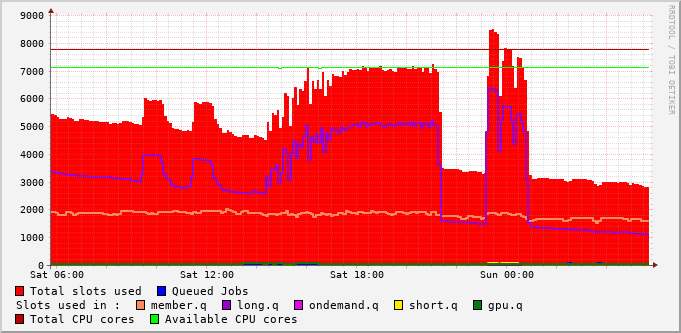 9000
8000
7000
6000
5000
4000
3000
2000
1000
0
Sat 06:00 Sat 12:00 Sat 18:00 Sun 00:00
RRDTOOL / TOBI OETIKER
Total slots used Queued Jobs
Slots used in : member.q long.q ondemand.q short.q gpu.q
Total CPU cores Available CPU cores